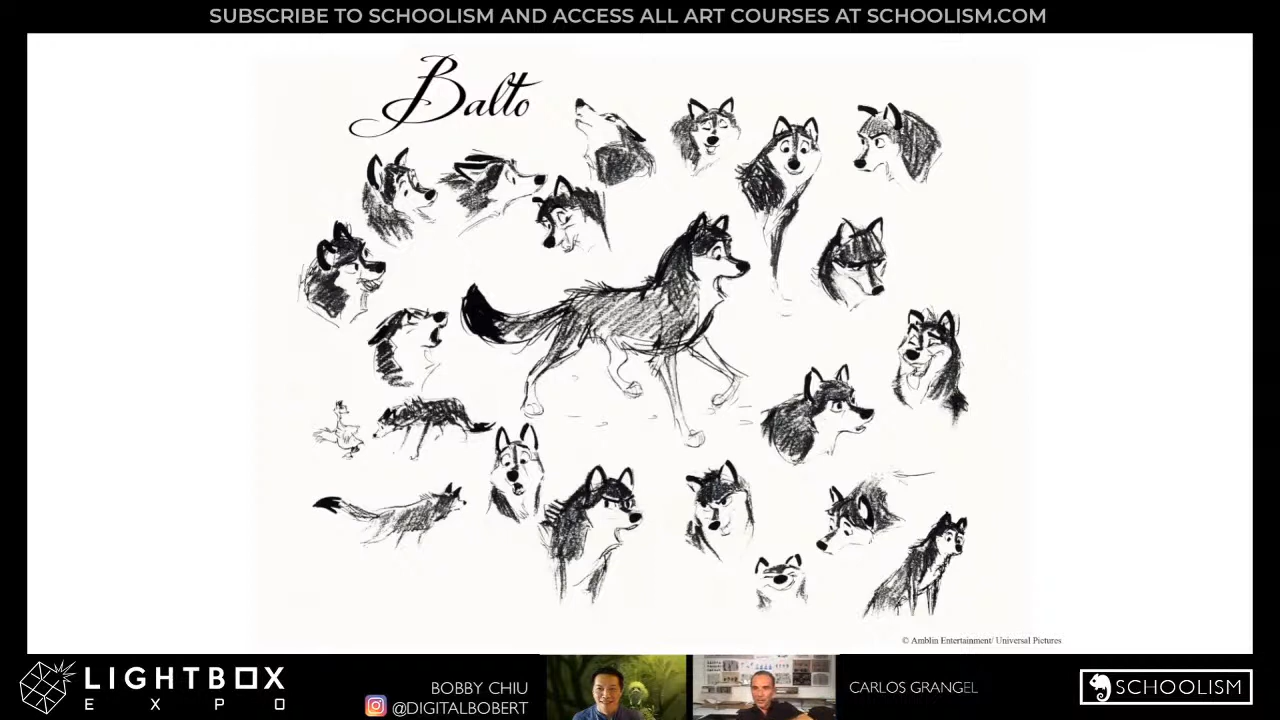 SUBSCRIBE TO SCHOOLISM AND ACCESS ALL ART COURSES AT SCHOOLISM.COM
Balto
© Amblin Entertainment/ Universal Pictures
LIGHTBOX
EXPO
BOBBY CHIU
@DIGITALBOBERT
CARLOS GRANGEL
SCHOOLISM